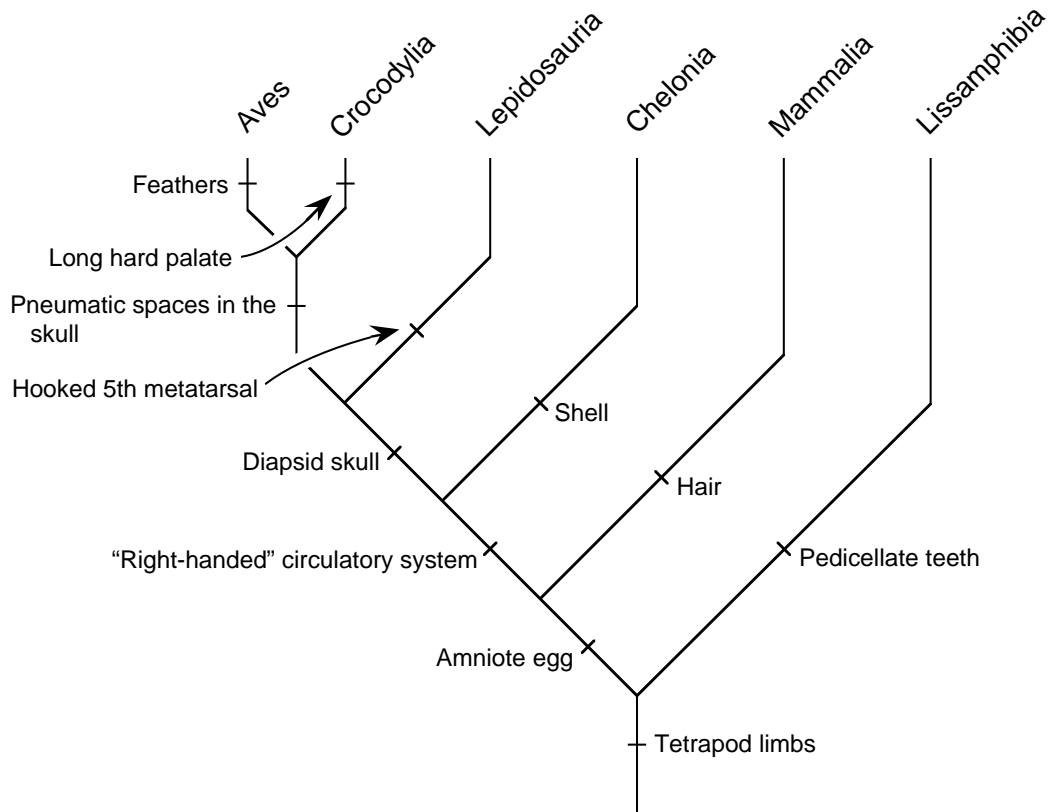 Aves
Crocodylia
Lepidosauria
Chelonia
Mammalia
Lissamphibia
Feathers
Long hard palate
Pneumatic spaces in the
skull
Hooked 5th metatarsal
Shell
Diapsid skull
Hair
“Right-handed” circulatory system
Pedicellate teeth
Amniote egg
Tetrapod limbs